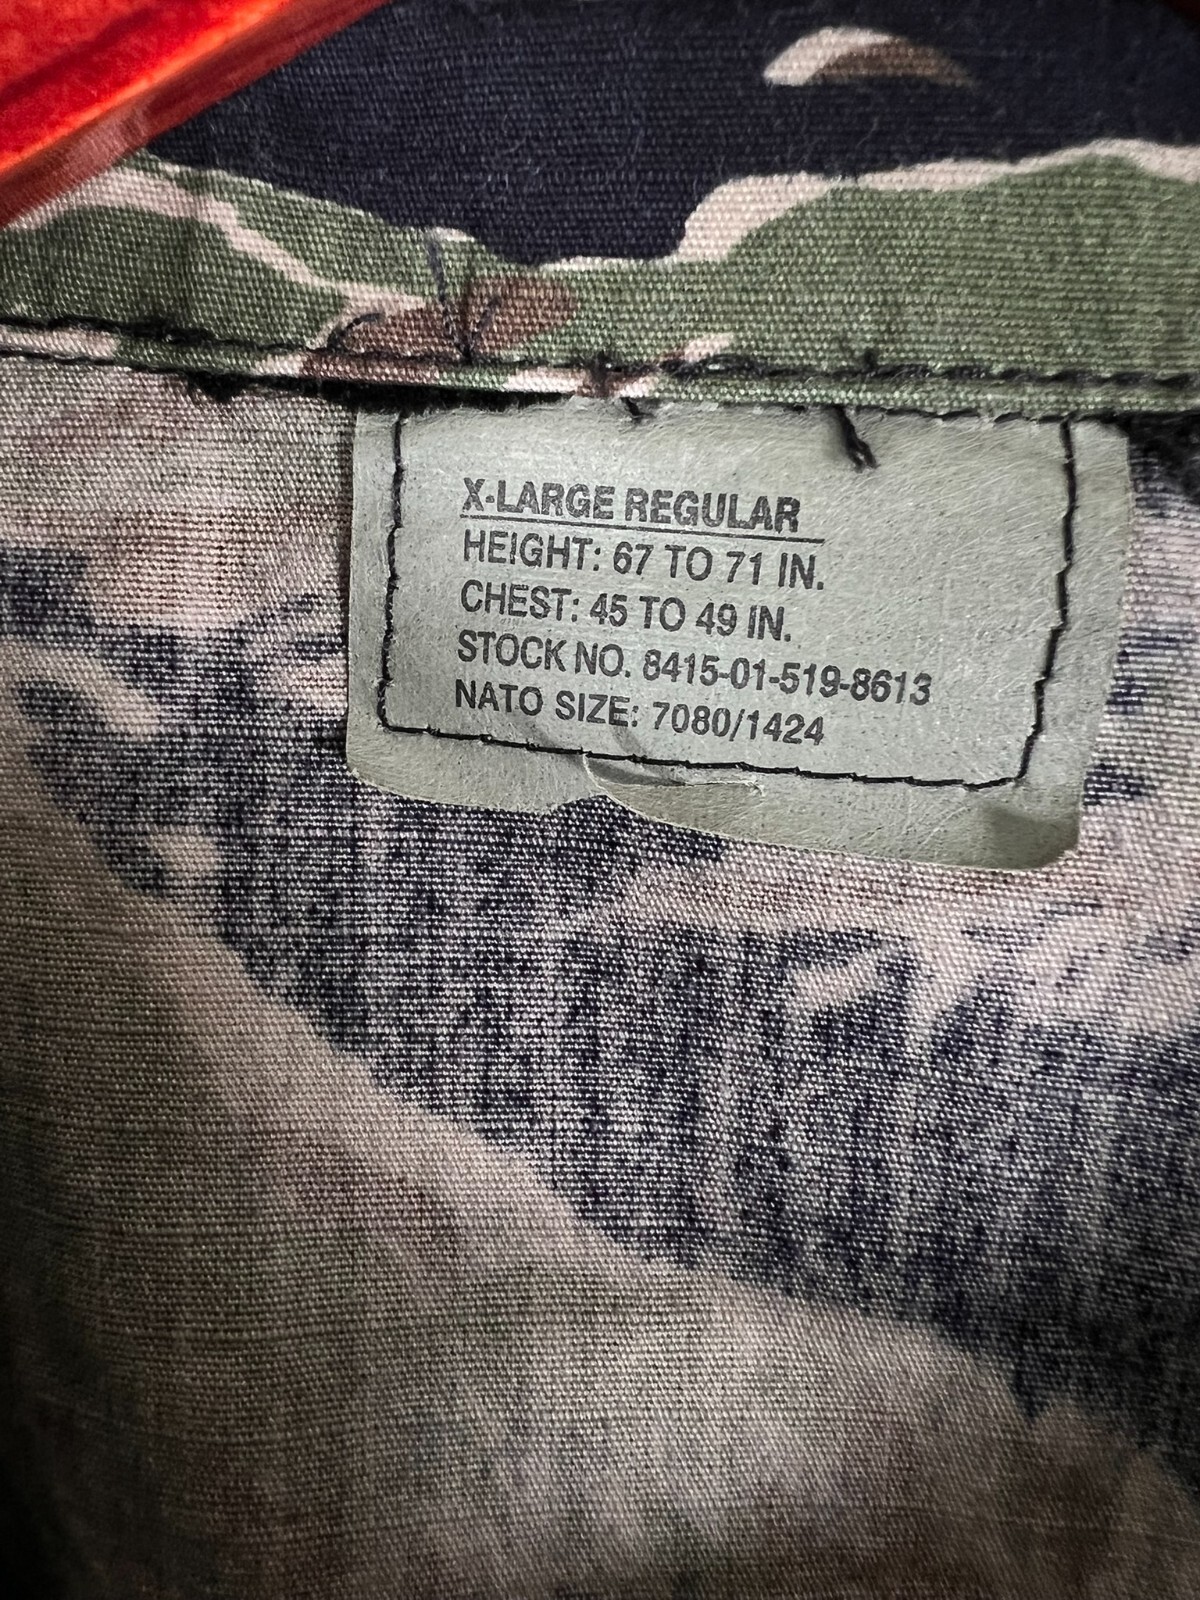 X-LARGE REGULAR
HEIGHT: 67 TO 71 IN.
CHEST: 45 TO 49 IN.
STOCK NO. 8415-01-519-8613
NATO SIZE: 7080/1424